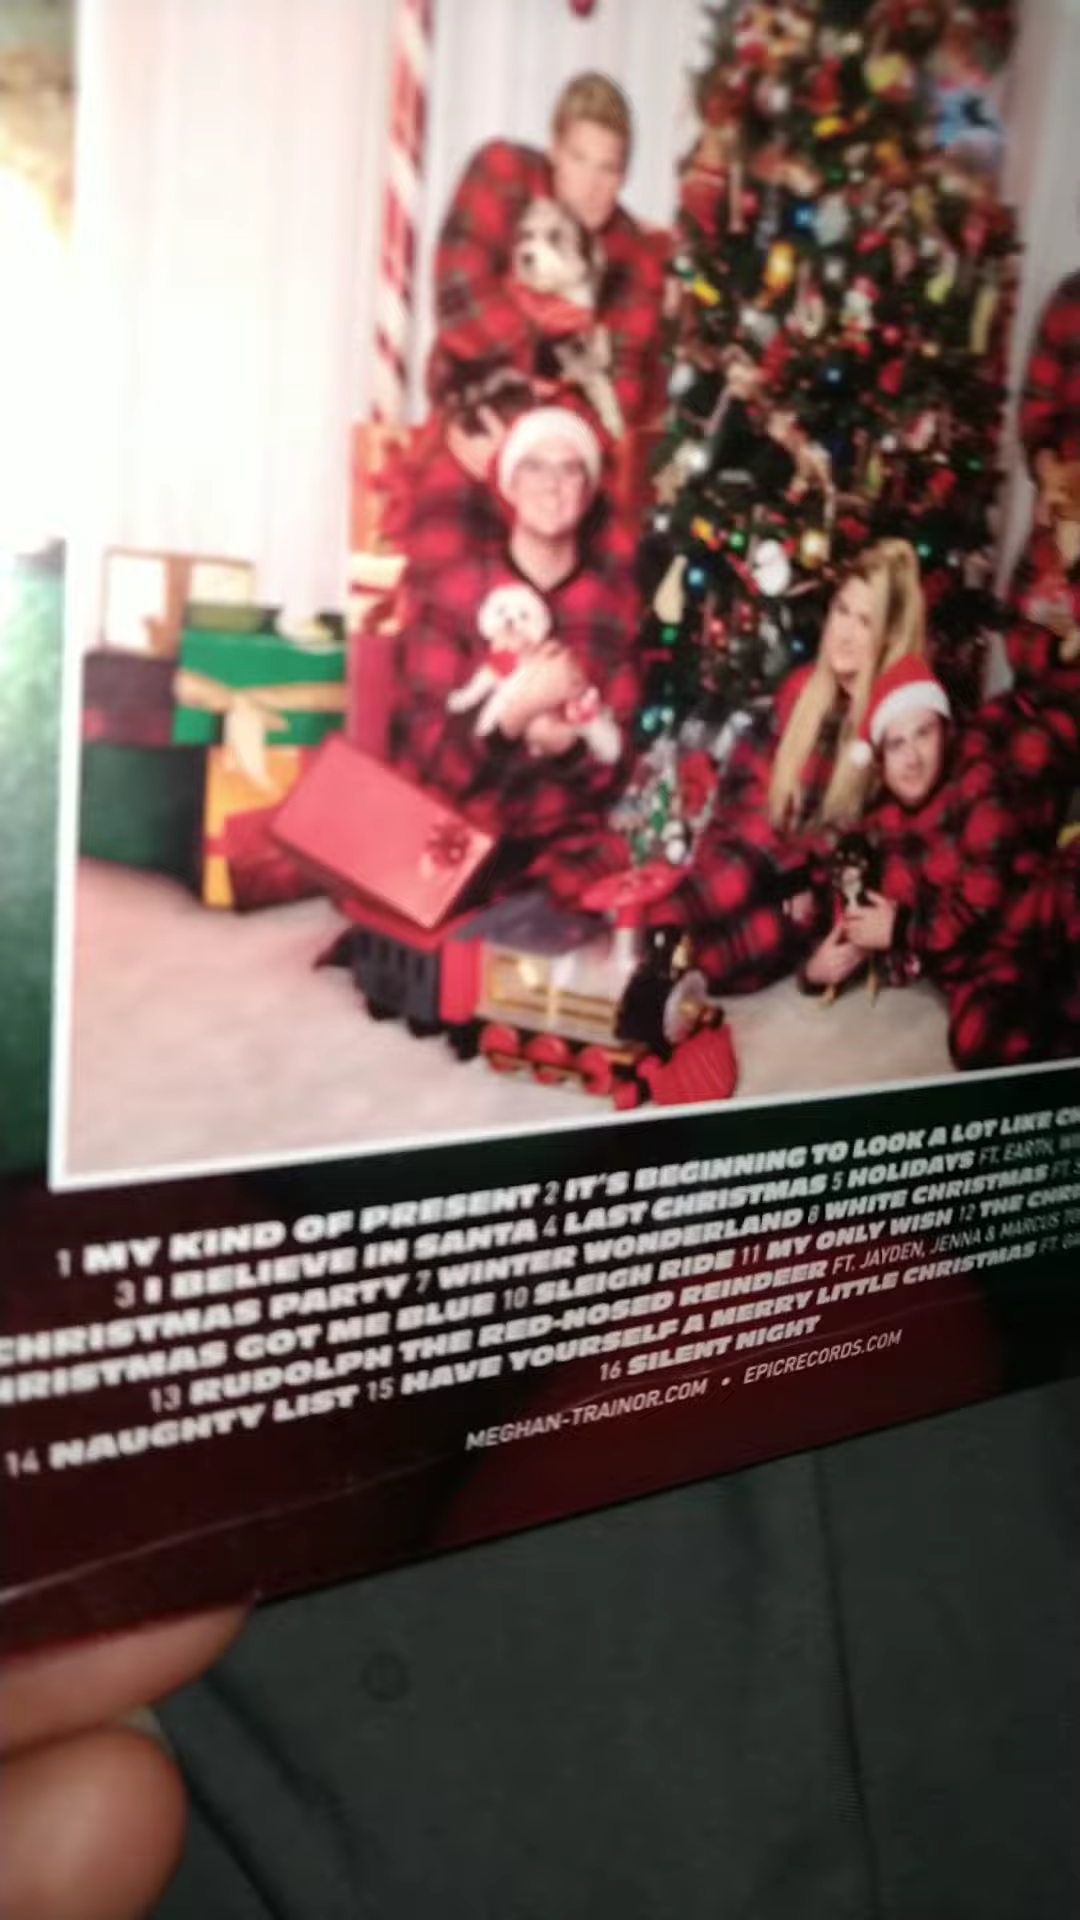 1 MY KIND OF PRESENT 2 IT'S BEGINNING TO LOOK A LOT LIKE
3 I BELIEVE IN SANTA 4 LAST CHRISTMAS 5 HOLIDAYS FT. EARTH,
CHRISTMAS PARTY 7 WINTER WONDERLAND 8 WHITE CHRISTMAS FT.
CHRISTMAS GOT ME BLUE 10 SLEIGH RIDE 11 MY ONLY WISH 12 THE
13 RUDOLPH THE RED-NOSED REINDEER FT. JAYDEN, JENNA & MARCUS
14 NAUGHTY LIST 15 HAVE YOURSELF A MERRY LITTLE CHRISTMAS FT.
16 SILENT NIGHT
MEGHAN-TRAINOR.COM • EPICRECORDS.COM